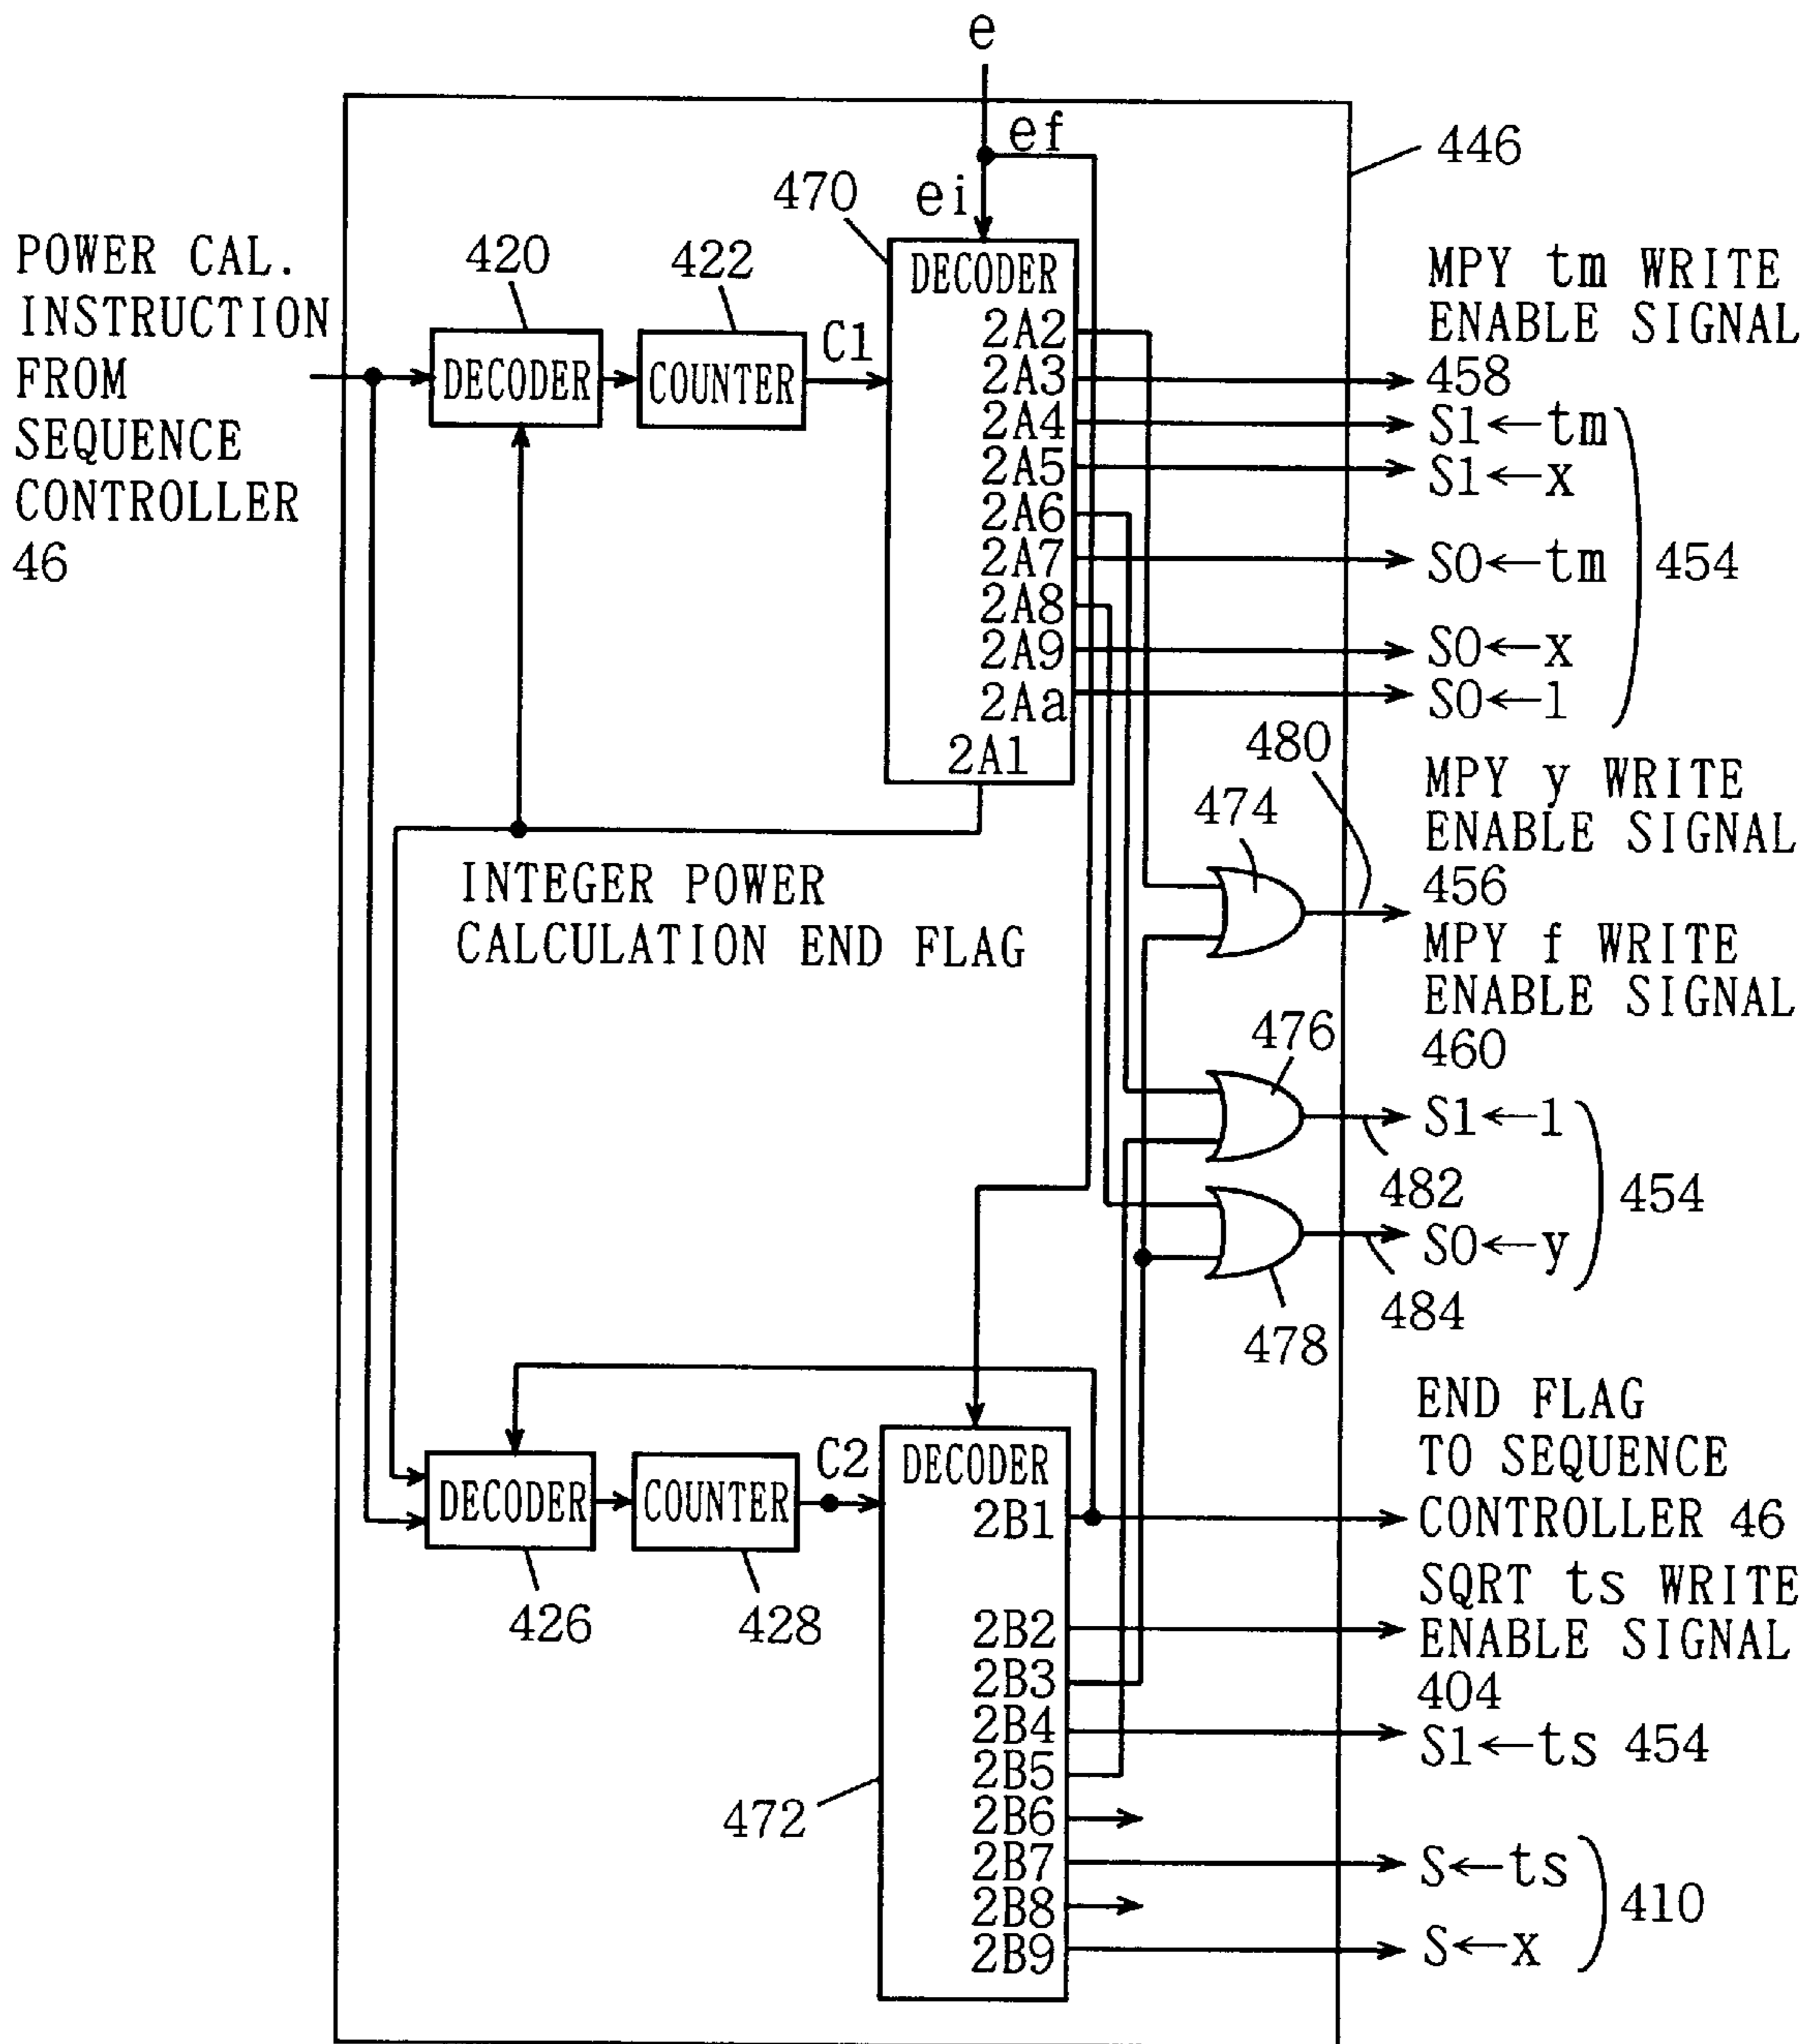 e
ef
446
ei
470
POWER CAL.
INSTRUCTION
FROM
SEQUENCE
CONTROLLER
46
420
DECODER
422
COUNTER
C1
DECODER
2A2
2A3
2A4
2A5
2A6
2A7
2A8
2A9
2Aa
2A1
MPY tm WRITE
ENABLE SIGNAL
458
S1←tm
S1←x
S0←tm
S0←x
S0←1
454
INTEGER POWER
CALCULATION END FLAG
474
480
MPY y WRITE
ENABLE SIGNAL
456
MPY f WRITE
ENABLE SIGNAL
460
476
S1←1
482
S0←y
484
454
478
DECODER
426
COUNTER
428
C2
DECODER
2B1
2B2
2B3
2B4
2B5
2B6
2B7
2B8
2B9
472
END FLAG
TO SEQUENCE
CONTROLLER 46
SQRT ts WRITE
ENABLE SIGNAL
404
S1←ts 454
S←ts
S←x
410